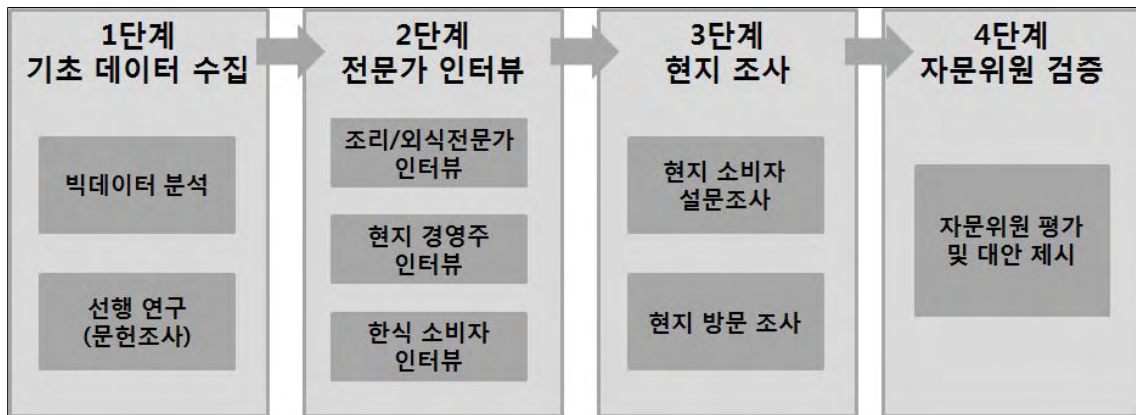 1단계
기초 데이터 수집
빅데이터 분석
선행 연구
(문헌조사)
2단계
전문가 인터뷰
조리/외식전문가
인터뷰
현지 경영주
인터뷰
한식 소비자
인터뷰
3단계
현지 조사
현지 소비자
설문조사
현지 방문 조사
4단계
자문위원 검증
자문위원 평가
및 대안 제시